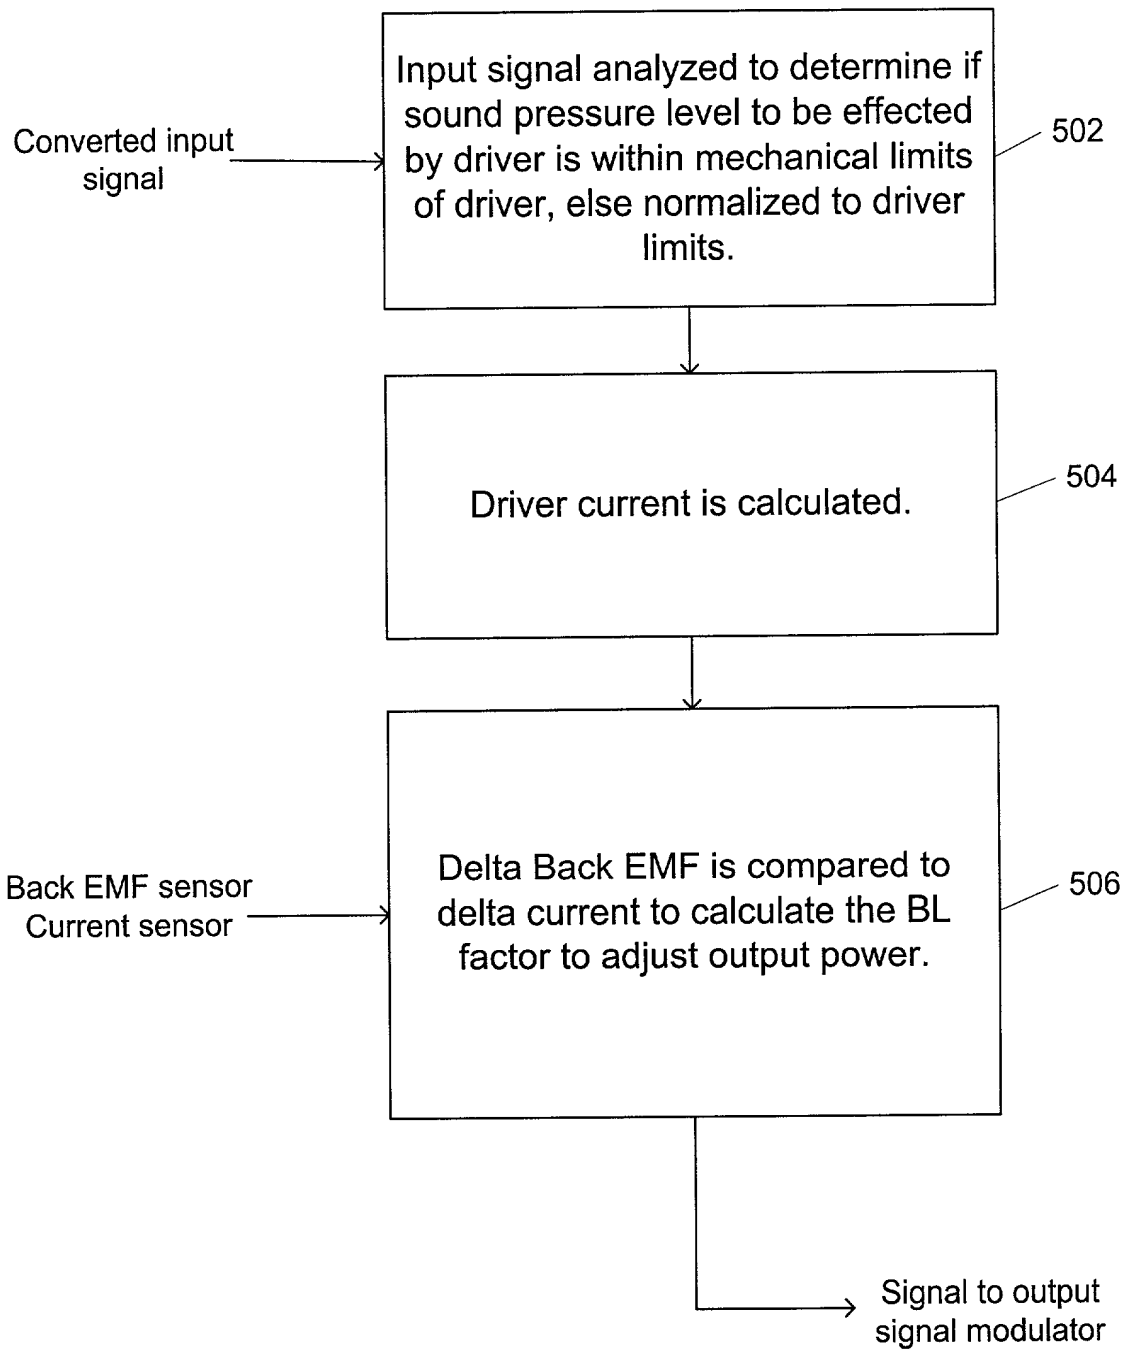 Input signal analyzed to determine if
sound pressure level to be effected
by driver is within mechanical limits
of driver, else normalized to driver
limits.
502
Converted input
signal
Driver current is calculated.
504
Delta Back EMF is compared to
delta current to calculate the BL
factor to adjust output power.
506
Back EMF sensor
Current sensor
Signal to output
signal modulator